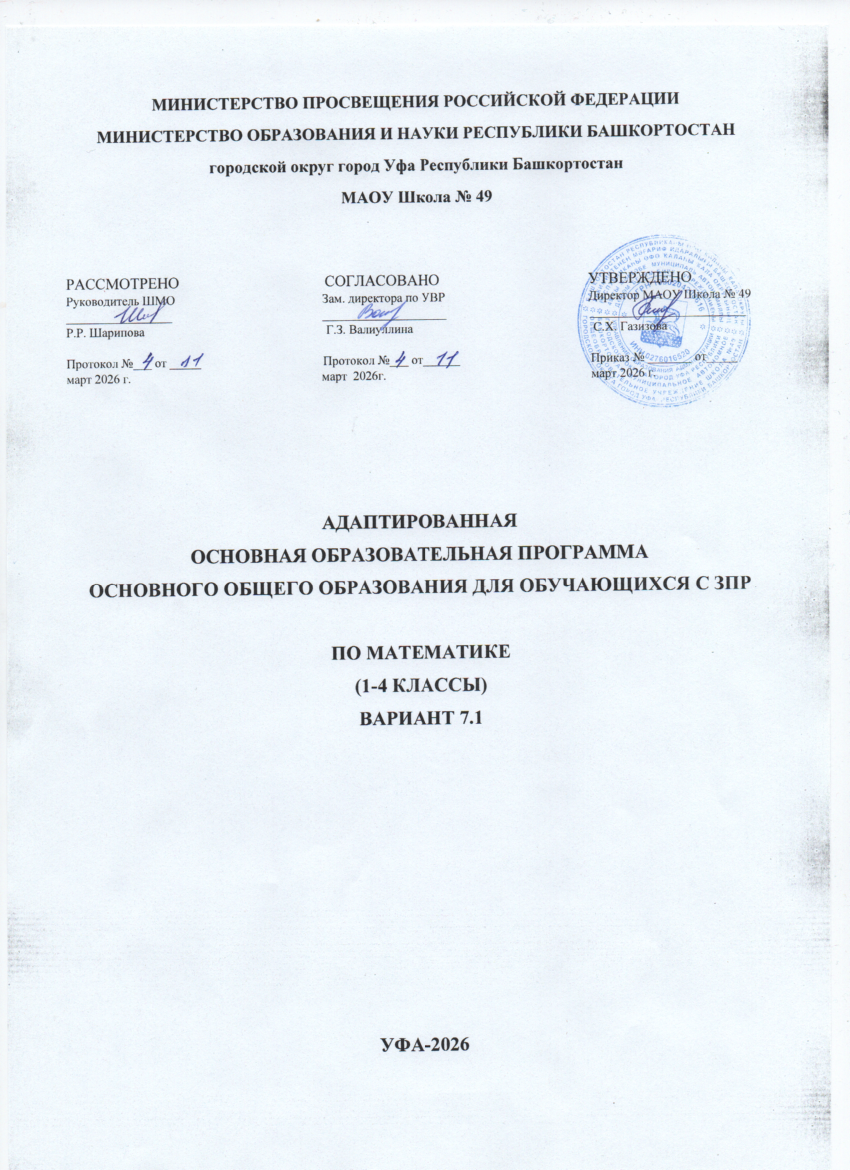 МИНИСТЕРСТВО ПРОСВЕЩЕНИЯ РОССИЙСКОЙ ФЕДЕРАЦИИ
МИНИСТЕРСТВО ОБРАЗОВАНИЯ И НАУКИ РЕСПУБЛИКИ БАШКОРТОСТАН
городской округ город Уфа Республики Башкортостан
МАОУ Школа № 49
РАССМОТРЕНО
Руководитель ШМО
Р.Р. Шарипова
Протокол № 4 от 11
март 2026 г.
СОГЛАСОВАНО
Зам. директора по УВР
Г.З. Валиуллина
Протокол № 4 от 11
март 2026г.
УТВЕРЖДЕНО
Директор МАОУ Школа № 49
С.Х. Газизова
Приказ № ______ от ____
март 2026 г.
АДАПТИРОВАННАЯ
ОСНОВНАЯ ОБРАЗОВАТЕЛЬНАЯ ПРОГРАММА
ОСНОВНОГО ОБЩЕГО ОБРАЗОВАНИЯ ДЛЯ ОБУЧАЮЩИХСЯ С ЗПР
ПО МАТЕМАТИКЕ
(1-4 КЛАССЫ)
ВАРИАНТ 7.1
УФА-2026